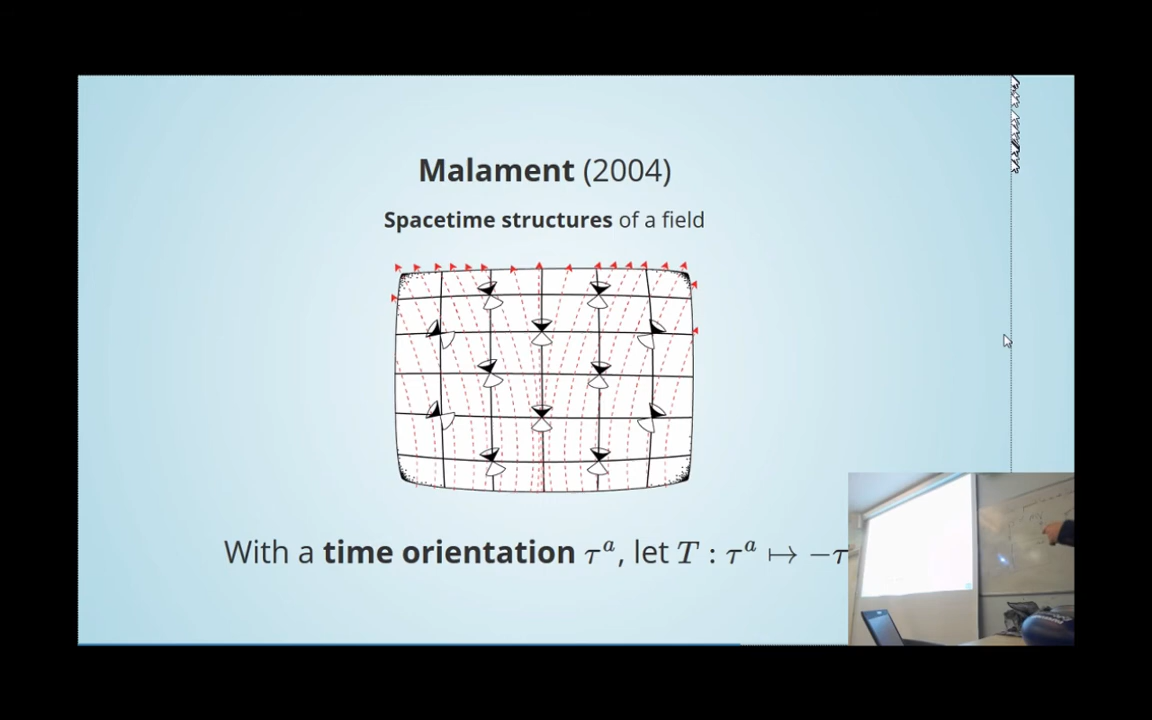 Malament (2004)
Spacetime structures of a field
With a time orientation τᵃ, let T : τᵃ ↦ −τ